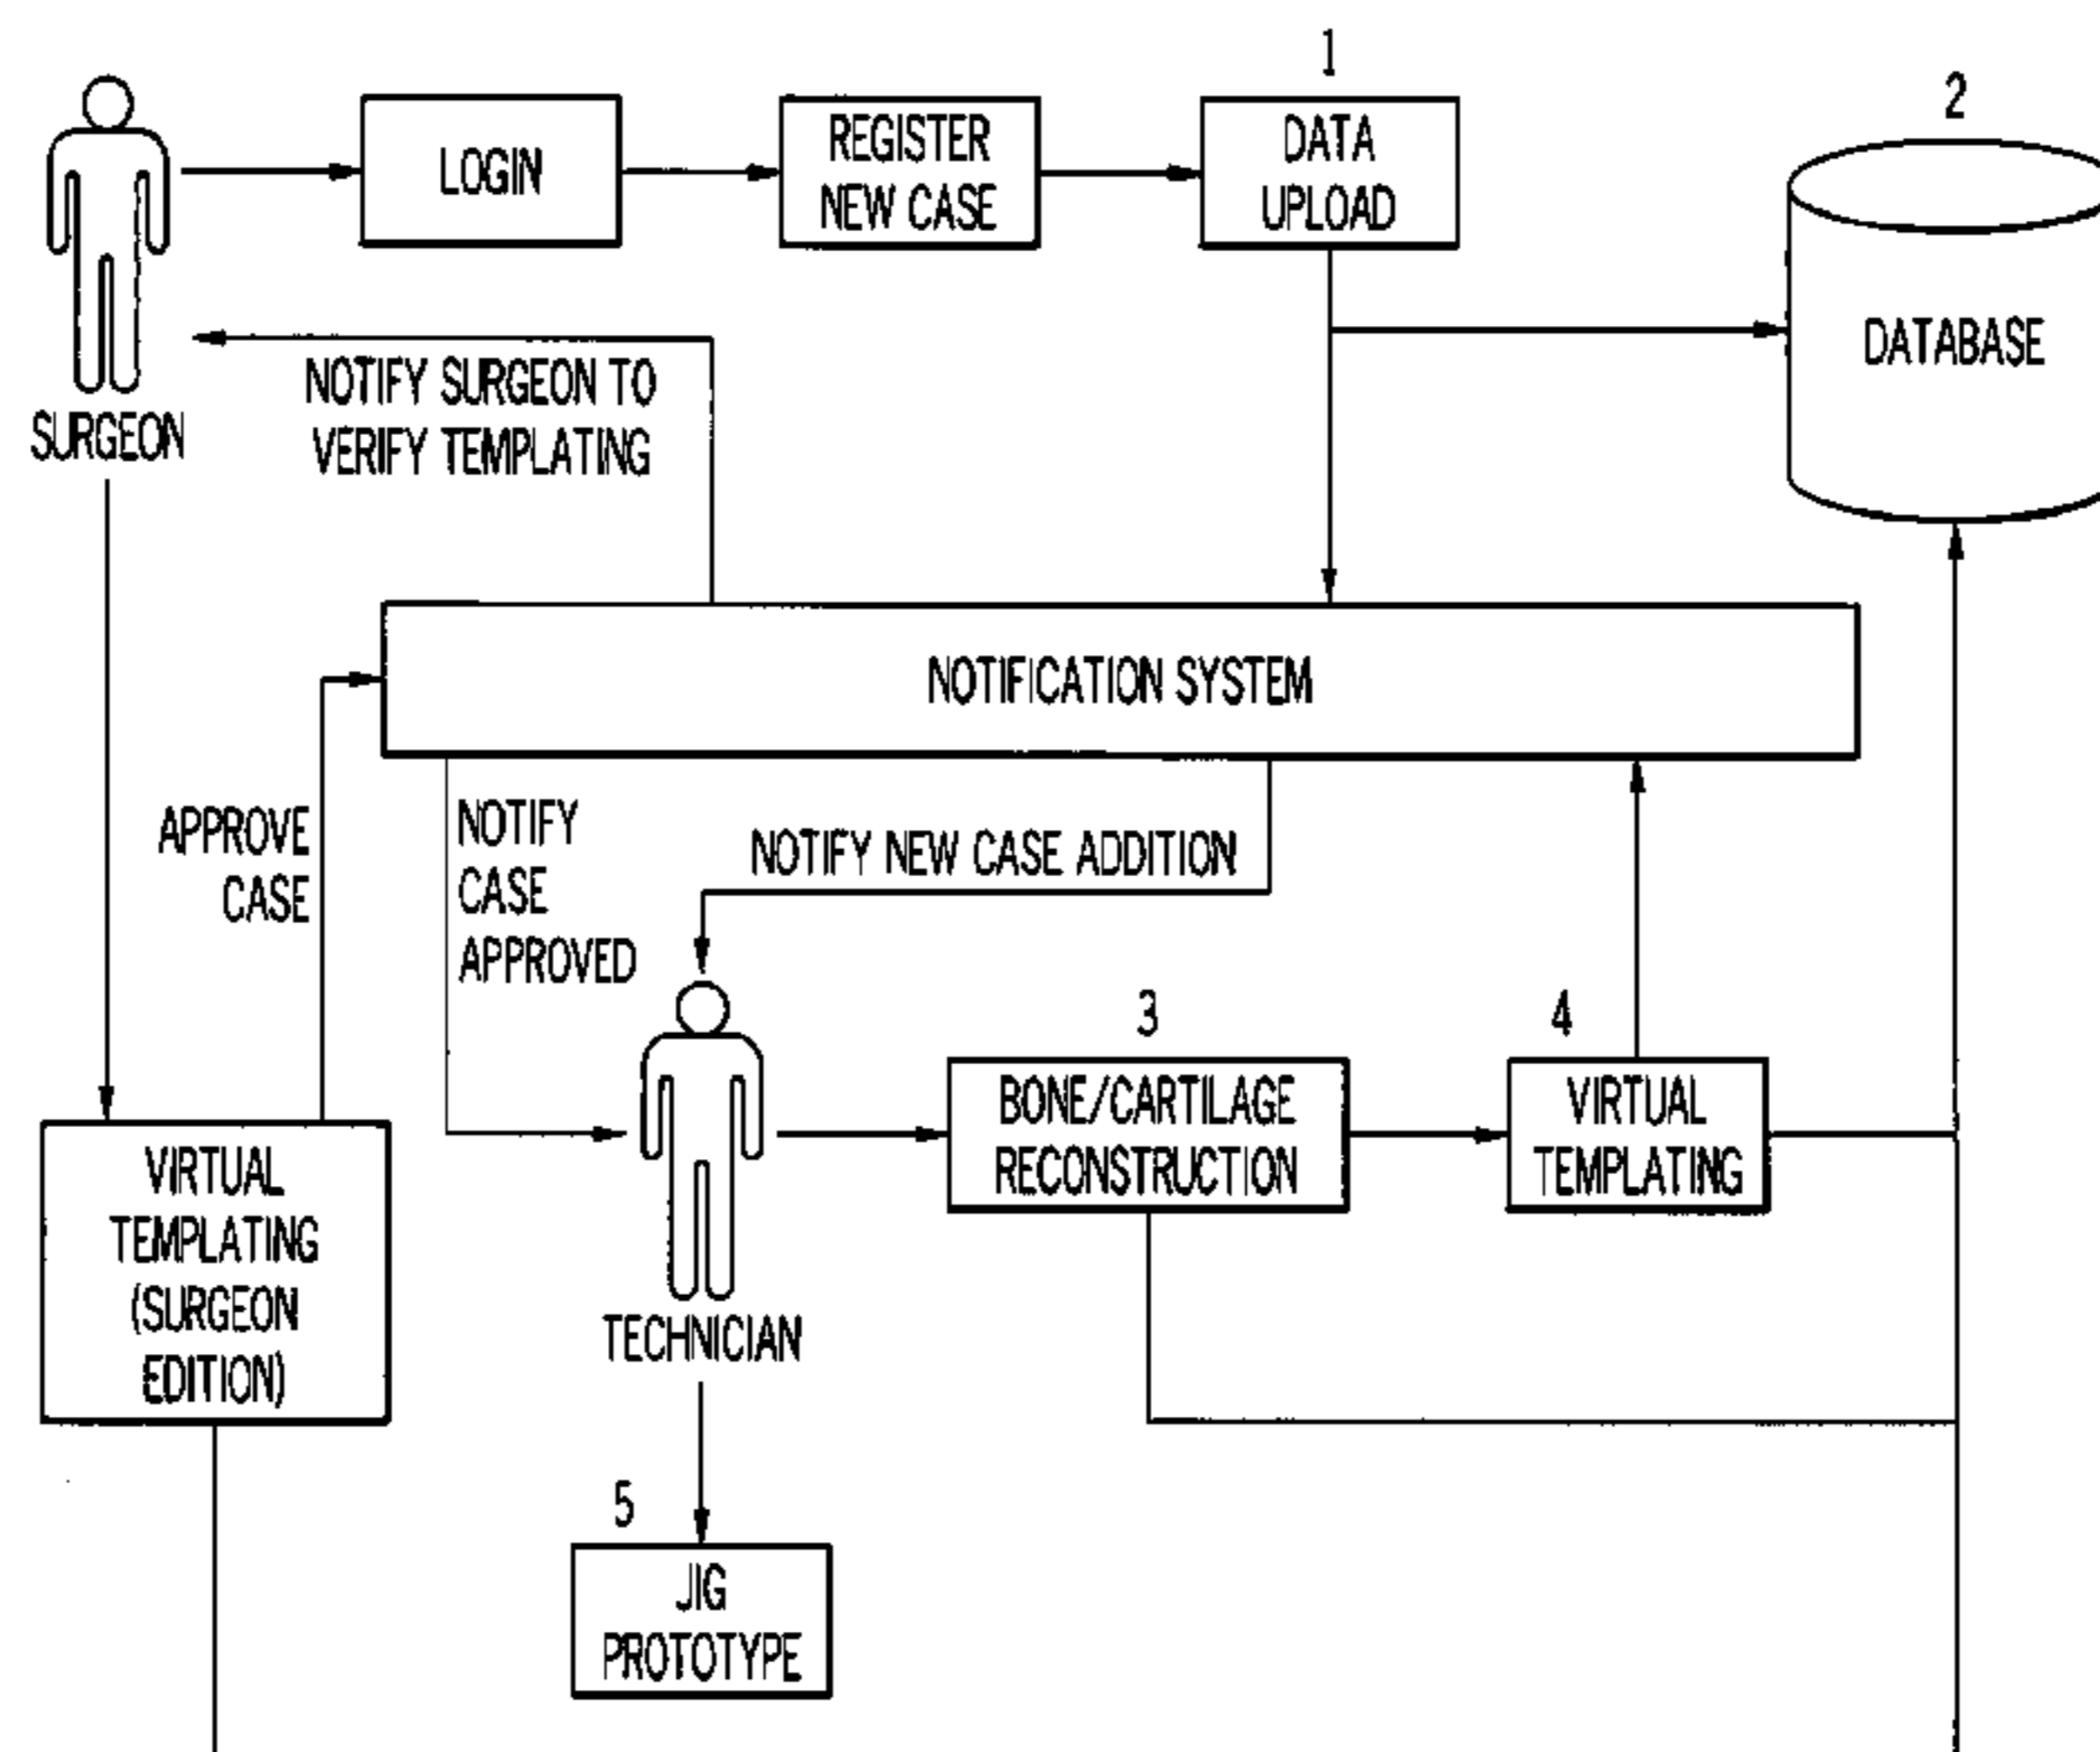 1
2
LOGIN
REGISTER
NEW CASE
DATA
UPLOAD
DATABASE
NOTIFY SURGEON TO
VERIFY TEMPLATING
SURGEON
NOTIFICATION SYSTEM
APPROVE
CASE
NOTIFY
CASE
APPROVED
NOTIFY NEW CASE ADDITION
3
4
BONE/CARTILAGE
RECONSTRUCTION
VIRTUAL
TEMPLATING
VIRTUAL
TEMPLATING
(SURGEON
EDITION)
TECHNICIAN
5
JIG
PROTOTYPE